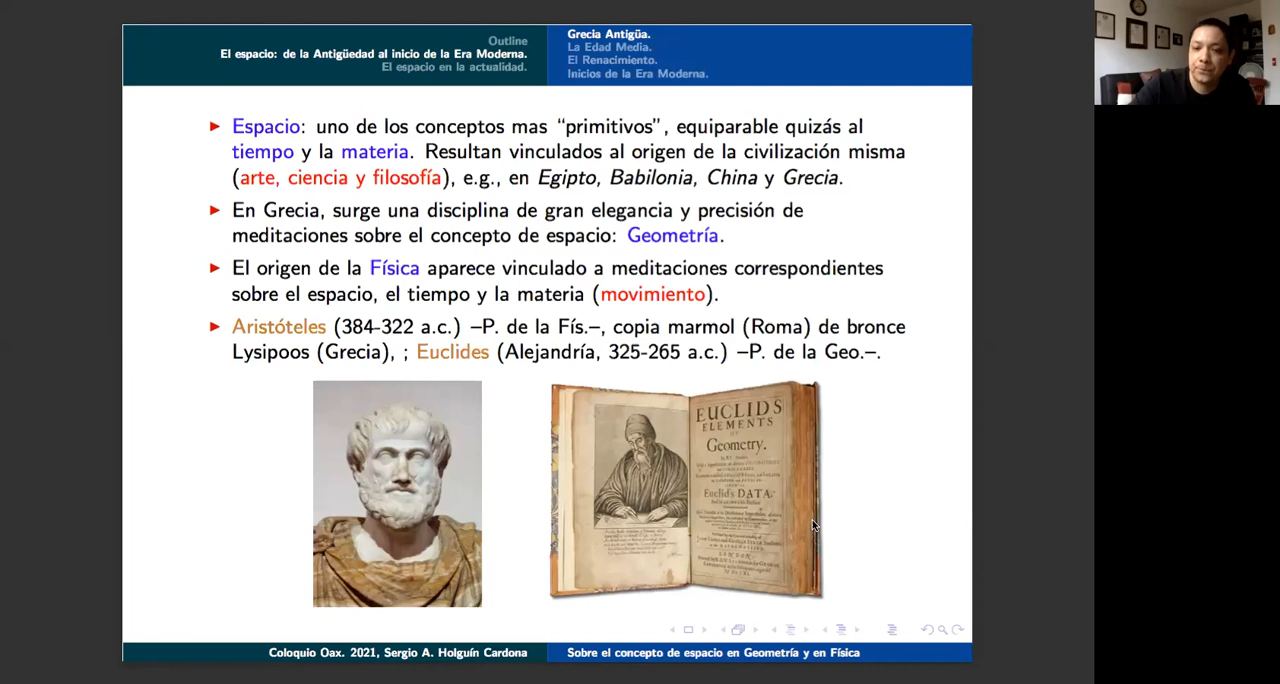 Outline
El espacio: de la Antigüedad al inicio de la Era Moderna.
El espacio en la actualidad.
Grecia Antigüa.
La Edad Media.
El Renacimiento.
Inicios de la Era Moderna.
Espacio: uno de los conceptos mas “primitivos”, equiparable quizás al
tiempo y la materia. Resultan vinculados al origen de la civilización misma
(arte, ciencia y filosofía), e.g., en Egipto, Babilonia, China y Grecia.
En Grecia, surge una disciplina de gran elegancia y precisión de
meditaciones sobre el concepto de espacio: Geometría.
El origen de la Física aparece vinculado a meditaciones correspondientes
sobre el espacio, el tiempo y la materia (movimiento).
Aristóteles (384-322 a.c.) –P. de la Fís.–, copia marmol (Roma) de bronce
Lysipoos (Grecia), ; Euclides (Alejandría, 325-265 a.c.) –P. de la Geo.–.
EUCLIDS
ELEMENTS
OF
Geometry.
Euclid's DATA.
LONDON
Coloquio Oax. 2021, Sergio A. Holguín Cardona
Sobre el concepto de espacio en Geometría y en Física